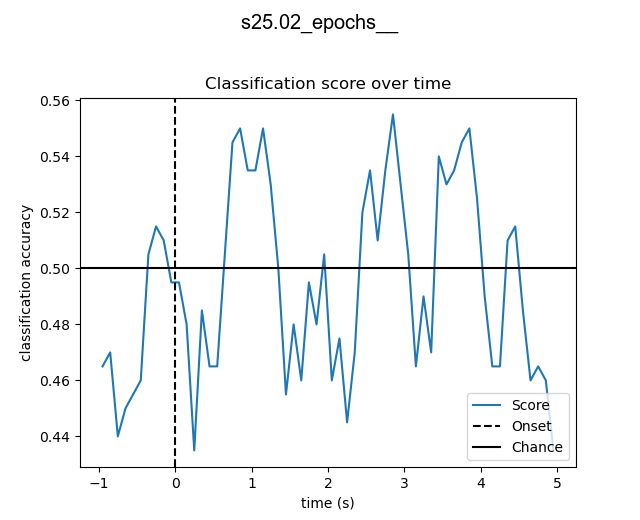 s25.02_epochs__
Classification score over time
classification accuracy
0.56
0.54
0.52
0.50
0.48
0.46
0.44
−1
0
1
2
3
4
5
time (s)
Score
Onset
Chance